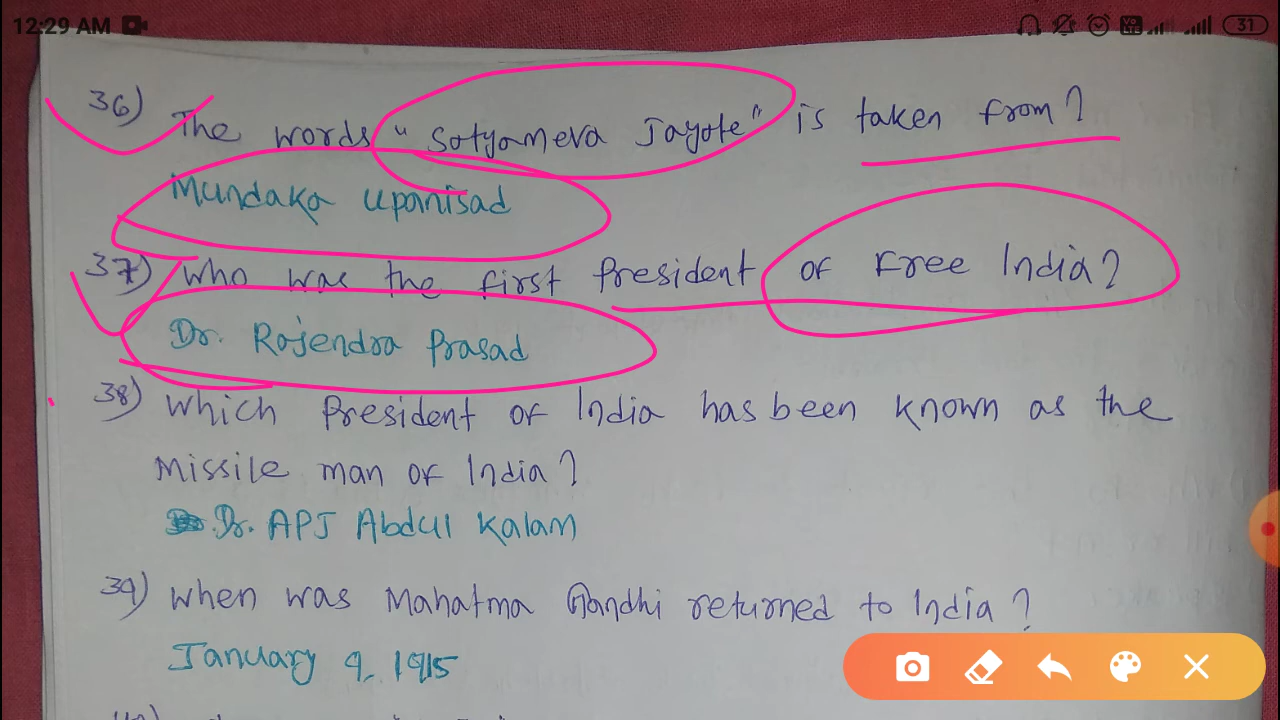 12:29 AM
31
36) The words "Satyameva Jayate" is taken from?
Mundaka Upanisad
37) Who was the first President of Free India?
Dr. Rajendra Prasad
38) Which President of India has been known as the
Missile man of India?
Dr. APJ Abdul Kalam
39) When was Mahatma Gandhi returned to India?
January 9, 1915